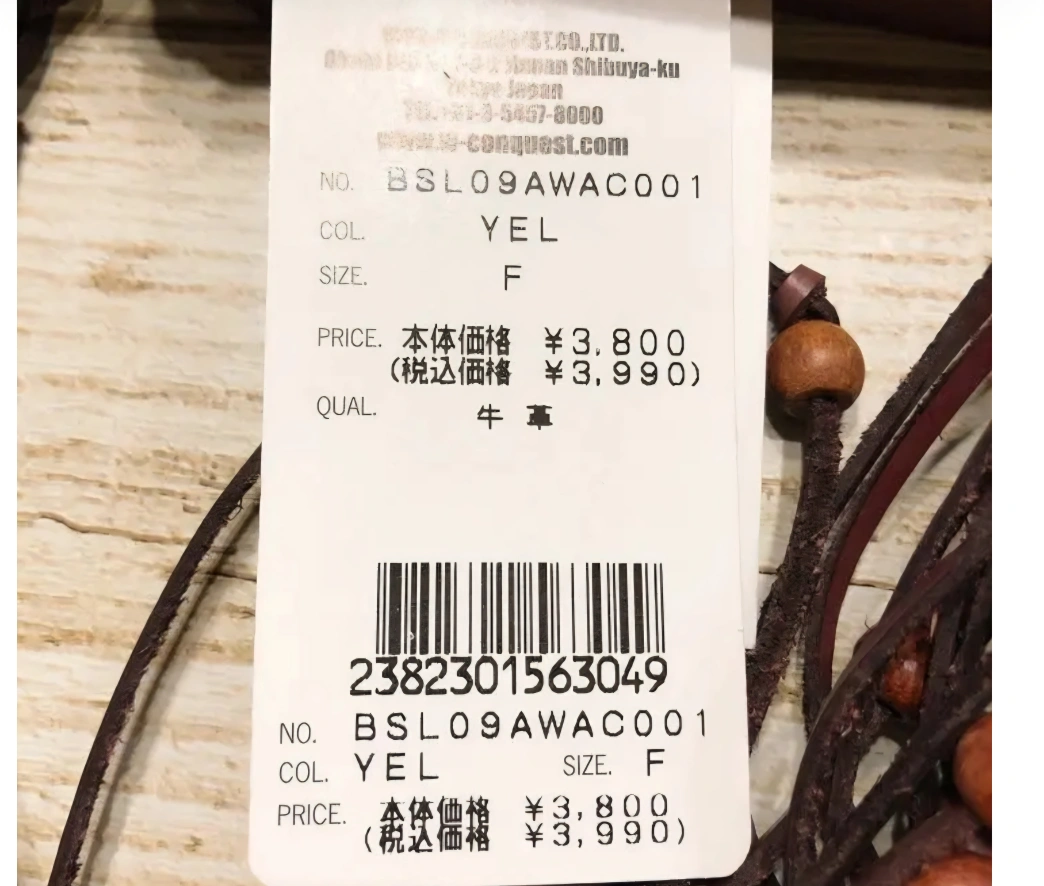 CO.,LTD.
Shibuya-ku
Japan
-5457-8000
-conquest.com
NO. BSL09AWAC001
COL. YEL
SIZE. F
PRICE. 本体価格 ¥3,800
(税込価格 ¥3,990)
QUAL. 牛革
2382301563049
NO. BSL09AWAC001
COL. YEL SIZE. F
PRICE. 本体価格 ¥3,800
(税込価格 ¥3,990)